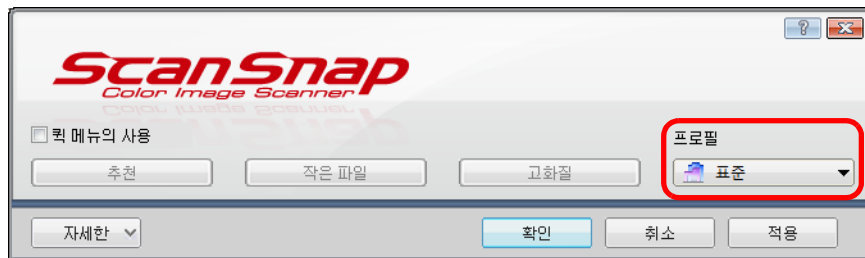 ScanSnap
Color Image Scanner
퀵 메뉴의 사용
프로필
추천 작은 파일 고화질 표준
자세한 확인 취소 적용